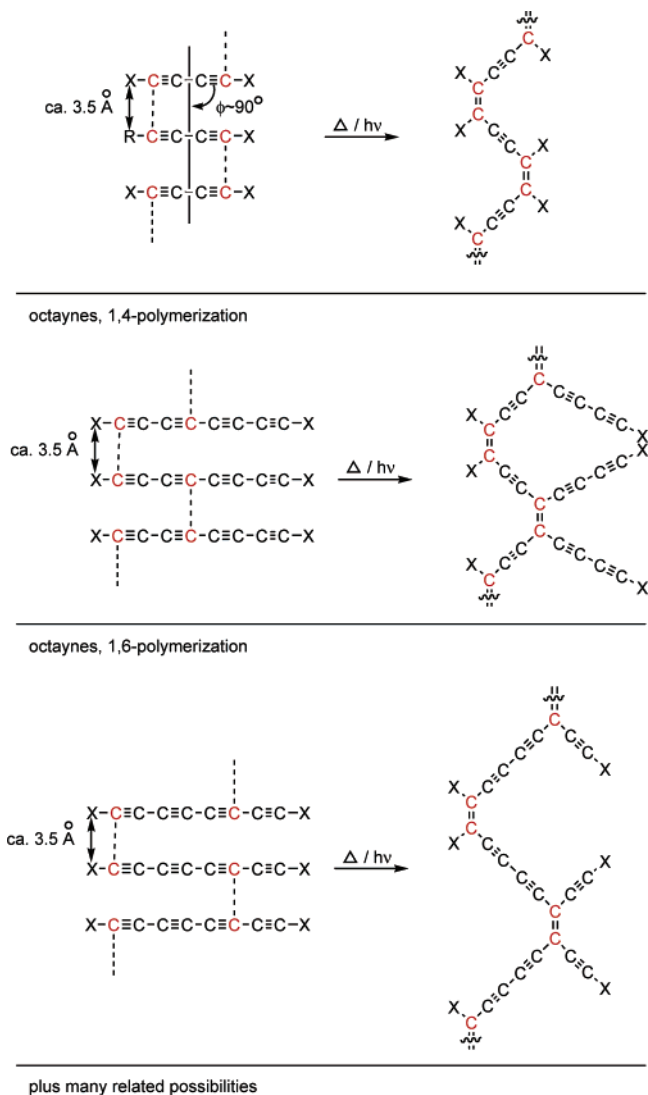 X-C≡C-C≡C-X
ca. 3.5 Å
ϕ~90°
R-C≡C-C≡C-X
X-C≡C-C≡C-X
Δ / hν
C
X
C≡C
X
C
C
X
C≡C
C
X
C
X
C≡C
X
C
octaynes, 1,4-polymerization
X-C≡C-C≡C-C≡C-C≡C-X
ca. 3.5 Å
X-C≡C-C≡C-C≡C-C≡C-X
X-C≡C-C≡C-C≡C-C≡C-X
Δ / hν
C
C≡C
C≡C-C≡C-X
X
C
C
X
C≡C
C
C≡C-C≡C-X
C
C≡C
C≡C-C≡C-X
X
C
octaynes, 1,6-polymerization
X-C≡C-C≡C-C≡C-C≡C-X
ca. 3.5 Å
X-C≡C-C≡C-C≡C-C≡C-X
X-C≡C-C≡C-C≡C-C≡C-X
Δ / hν
C
C≡C-C≡C
C≡C-X
X
C
C
X
C≡C-C≡C
C
C≡C-X
C
C≡C-X
C≡C-C≡C
X
C
plus many related possibilities